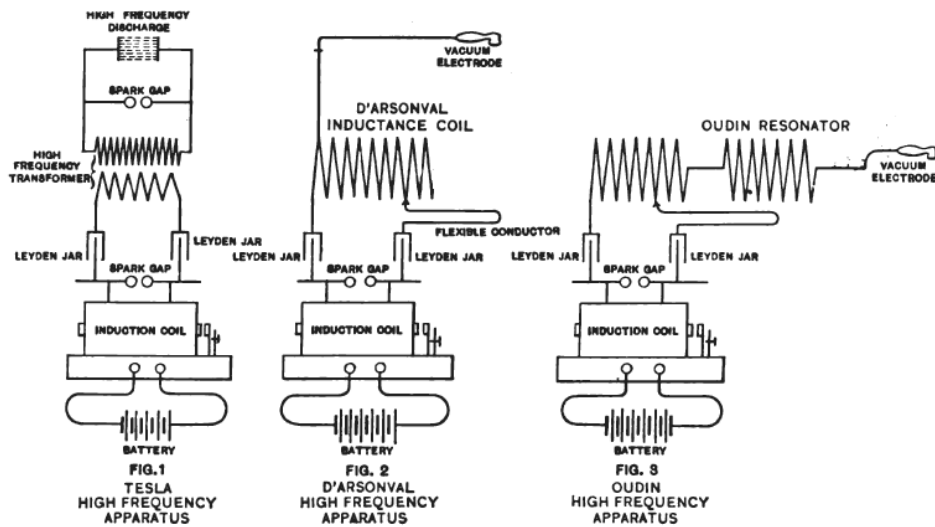 HIGH FREQUENCY
DISCHARGE
SPARK GAP
HIGH
FREQUENCY
TRANSFORMER
LEYDEN JAR
LEYDEN JAR
SPARK GAP
INDUCTION COIL
BATTERY
FIG.1
TESLA
HIGH FREQUENCY
APPARATUS
VACUUM
ELECTRODE
D'ARSONVAL
INDUCTANCE COIL
FLEXIBLE CONDUCTOR
LEYDEN JAR
LEYDEN JAR
SPARK GAP
INDUCTION COIL
BATTERY
FIG. 2
D'ARSONVAL
HIGH FREQUENCY
APPARATUS
OUDIN RESONATOR
VACUUM
ELECTRODE
LEYDEN JAR
LEYDEN JAR
SPARK GAP
INDUCTION COIL
BATTERY
FIG. 3
OUDIN
HIGH FREQUENCY
APPARATUS